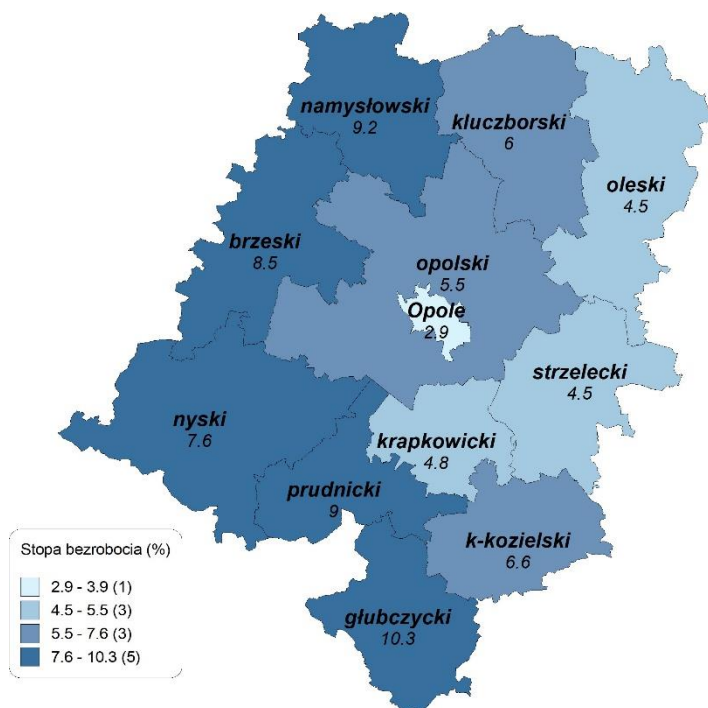 namysłowski
9.2
kluczborski
6
oleski
4.5
brzeski
8.5
opolski
5.5
Opole
2.9
strzelecki
4.5
nyski
7.6
krapkowicki
4.8
prudnicki
9
k-kozielski
6.6
głubczycki
10.3
Stopa bezrobocia (%)
2.9 - 3.9 (1)
4.5 - 5.5 (3)
5.5 - 7.6 (3)
7.6 - 10.3 (5)